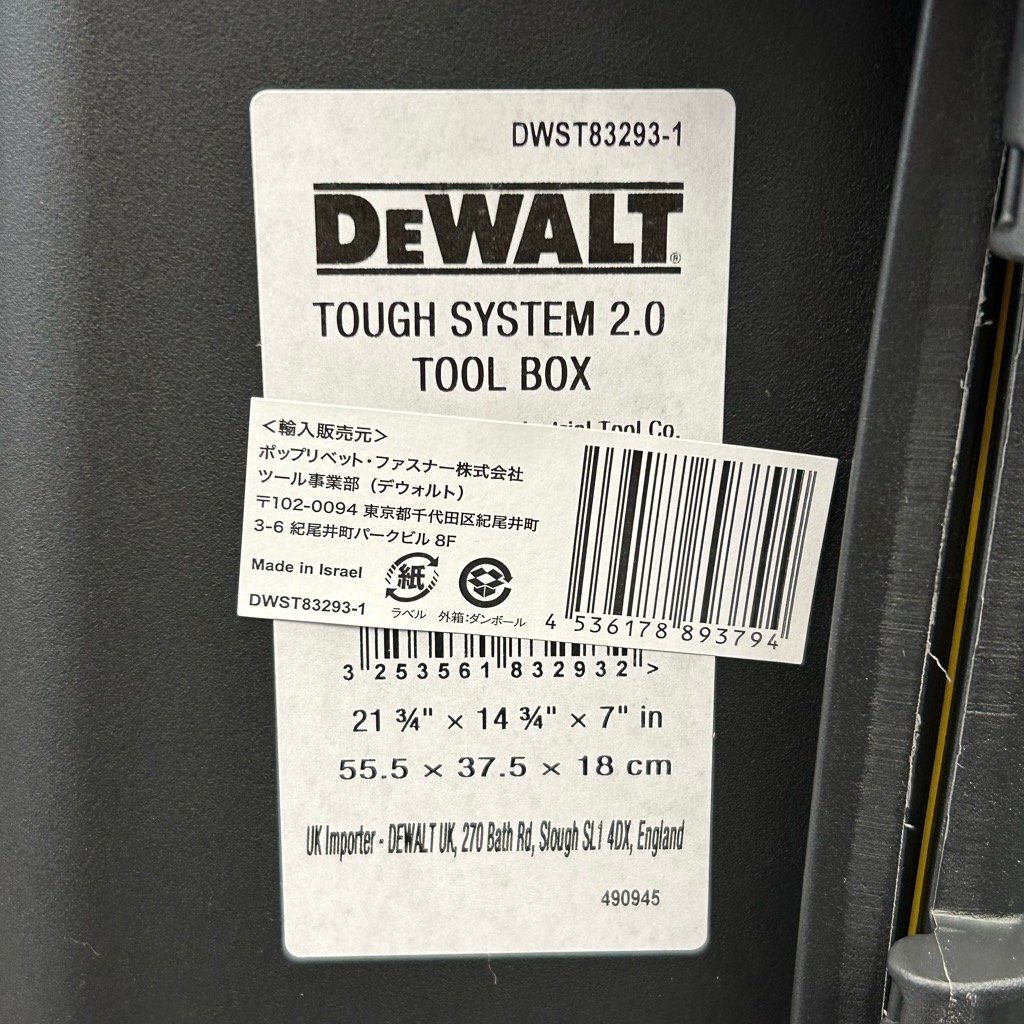 DWST83293-1
DEWALT®
TOUGH SYSTEM 2.0
TOOL BOX
Tool Co.
＜輸入販売元＞
ポップリベット・ファスナー株式会社
ツール事業部（デウォルト）
〒102-0094 東京都千代田区紀尾井町
3-6 紀尾井町パークビル 8F
Made in Israel
DWST83293-1
紙
ラベル
外箱:ダンボール
4 536178 893794
3 253561 832932 >
21 ¾" × 14 ¾" × 7" in
55.5 × 37.5 × 18 cm
UK Importer - DEWALT UK, 270 Bath Rd, Slough SL1 4DX, England
490945